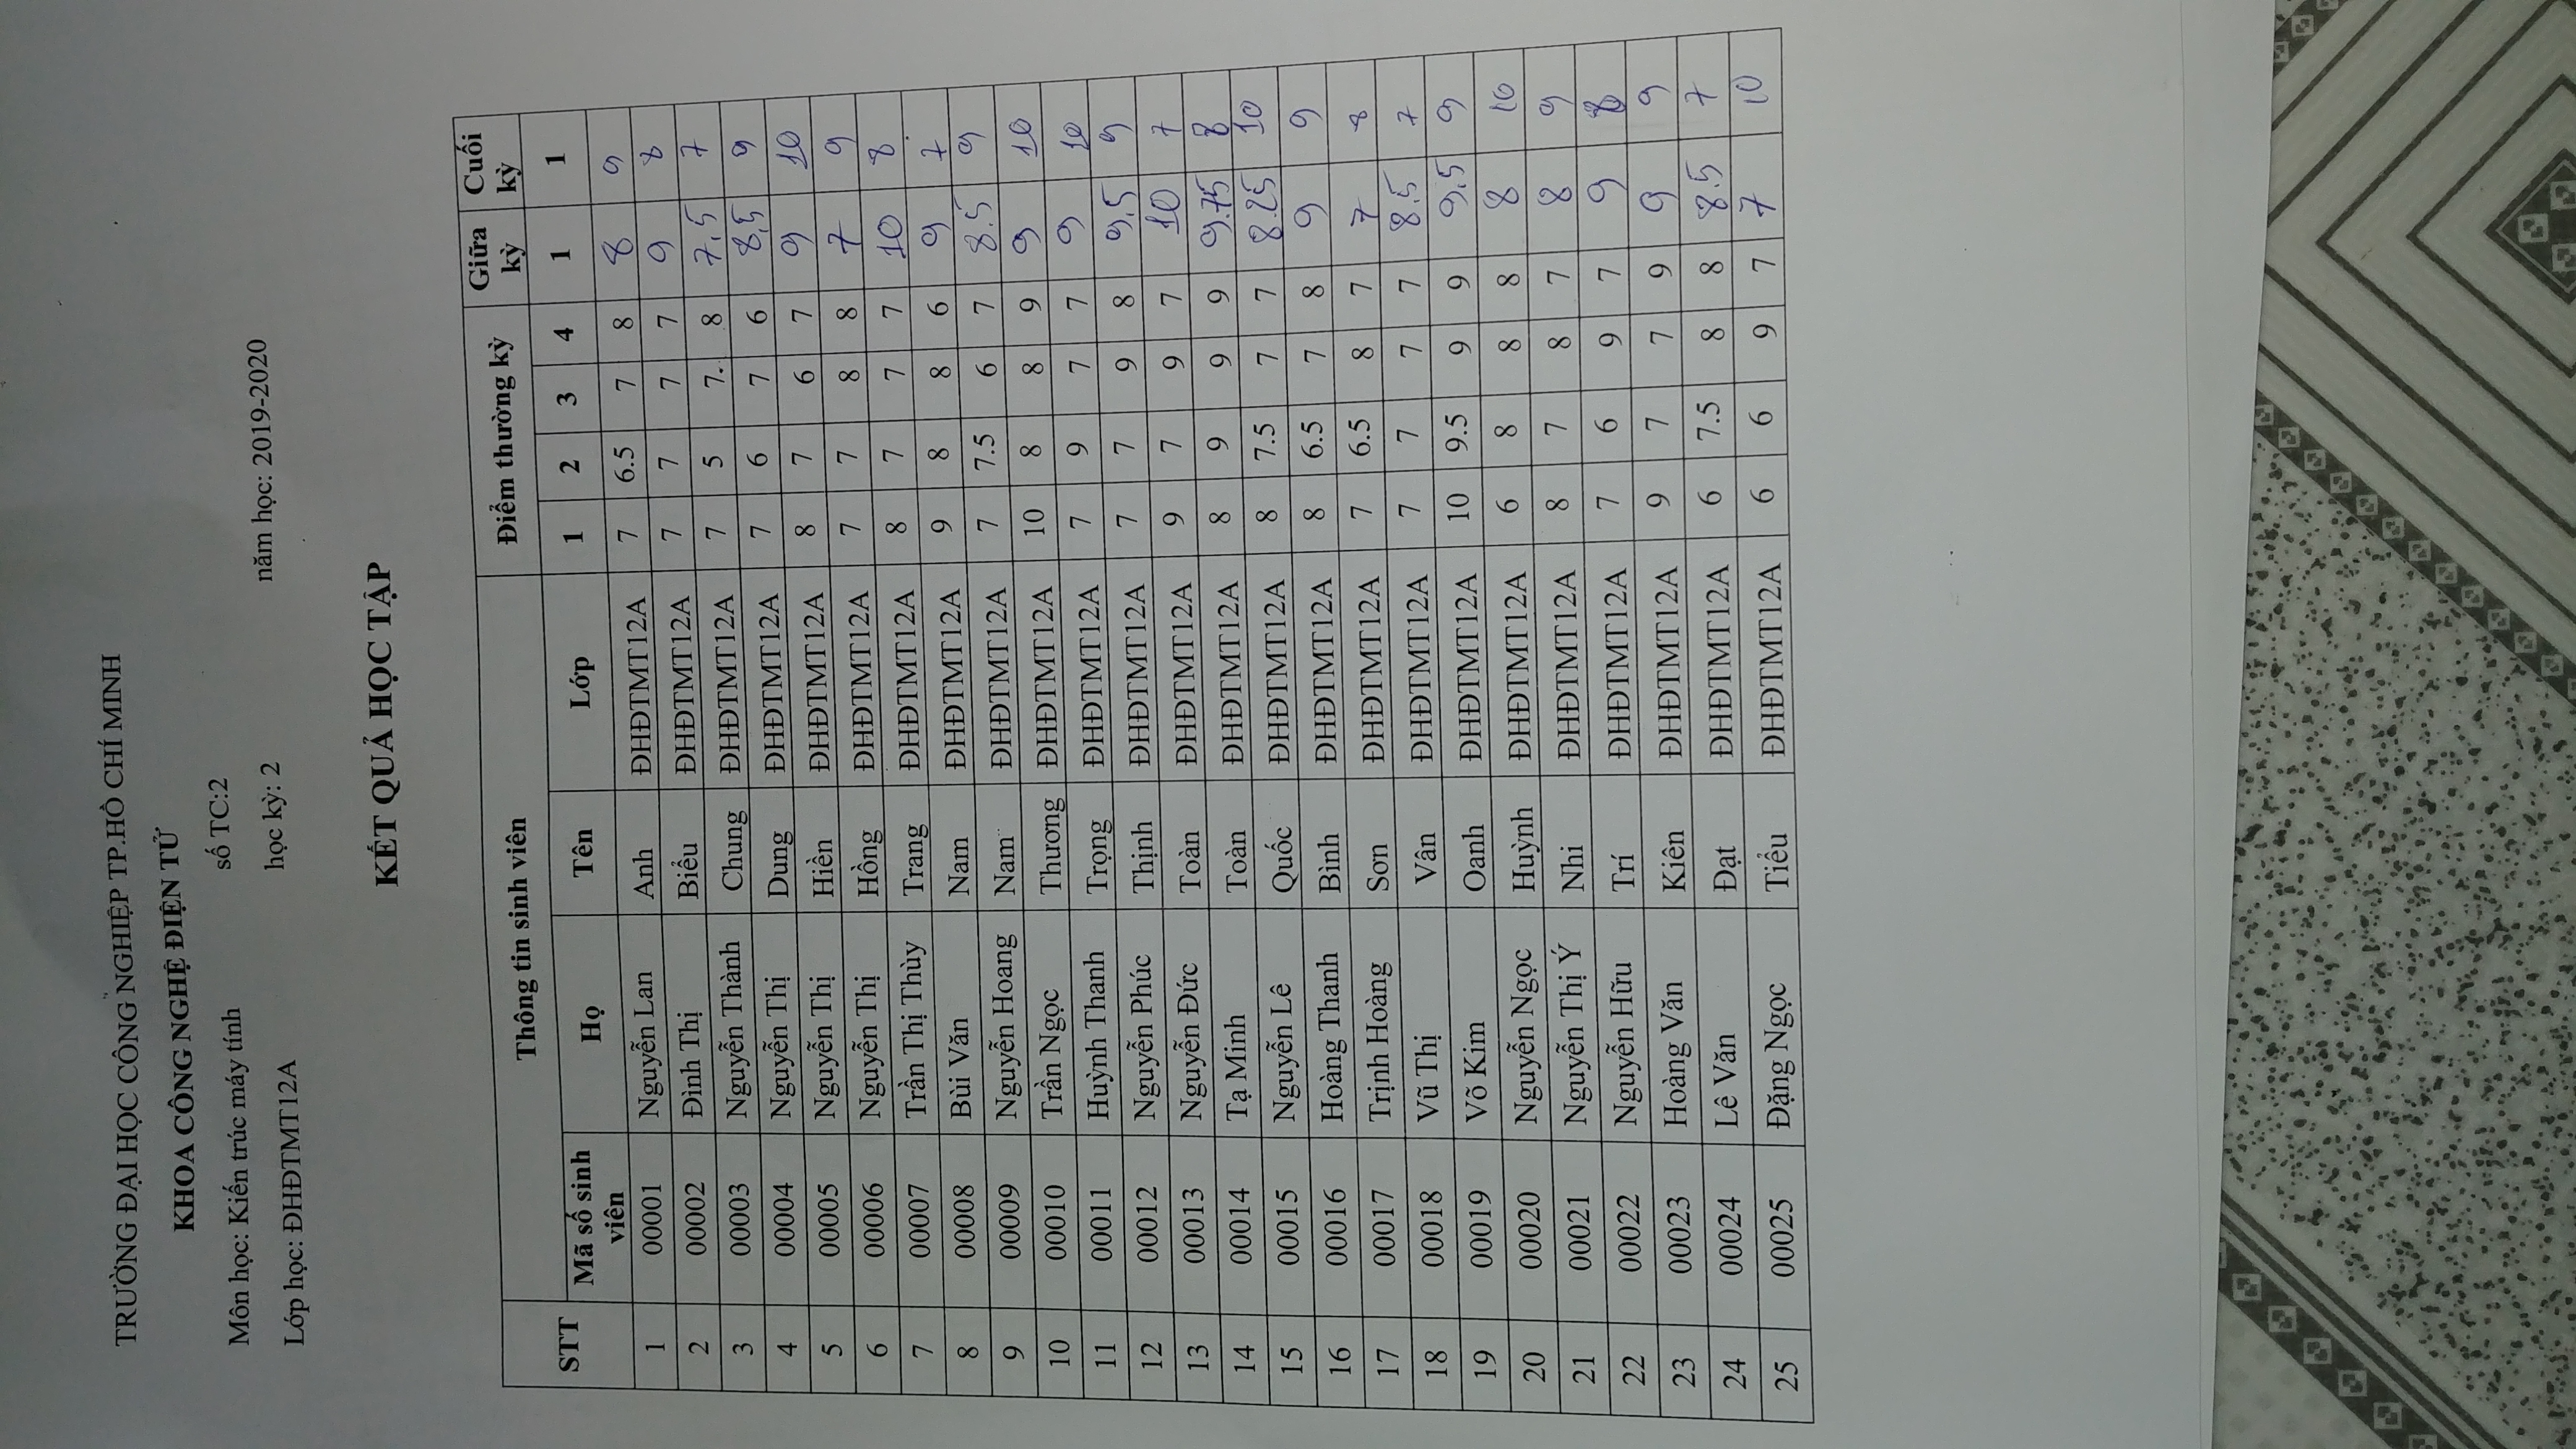 TRƯỜNG ĐẠI HỌC CÔNG NGHIỆP TP.HỒ CHÍ MINH
KHOA CÔNG NGHỆ ĐIỆN TỬ
Môn học: Kiến trúc máy tính số TC:2
Lớp học: ĐHĐTMT12A học kỳ: 2 năm học: 2019-2020
KẾT QUẢ HỌC TẬP
STT Thông tin sinh viên Điểm thường kỳ Giữa kỳ Cuối kỳ
Mã số sinh viên Họ Tên Lớp 1 2 3 4 1 1
1 00001 Nguyễn Lan Anh ĐHĐTMT12A 7 6.5 7 8 8 9
2 00002 Đình Thị Biểu ĐHĐTMT12A 7 7 7 7 9 8
3 00003 Nguyễn Thành Chung ĐHĐTMT12A 7 5 7. 8 7,5 7
4 00004 Nguyễn Thị Dung ĐHĐTMT12A 7 6 7 6 8,5 9
5 00005 Nguyễn Thị Hiền ĐHĐTMT12A 8 7 6 7 9 10
6 00006 Nguyễn Thị Hồng ĐHĐTMT12A 7 7 8 8 7 9
7 00007 Trần Thị Thùy Trang ĐHĐTMT12A 8 7 7 7 10 8
8 00008 Bùi Văn Nam ĐHĐTMT12A 9 8 8 6 9 7
9 00009 Nguyễn Hoang Nam ĐHĐTMT12A 7 7.5 6 7 8.5 9
10 00010 Trần Ngọc Thương ĐHĐTMT12A 10 8 8 9 9 10
11 00011 Huỳnh Thanh Trọng ĐHĐTMT12A 7 9 7 7 9 10
12 00012 Nguyễn Phúc Thịnh ĐHĐTMT12A 7 7 9 8 9,5 9
13 00013 Nguyễn Đức Toàn ĐHĐTMT12A 9 7 9 7 10 7
14 00014 Tạ Minh Toàn ĐHĐTMT12A 8 9 9 9 9.75 8
15 00015 Nguyễn Lê Quốc ĐHĐTMT12A 8 7.5 7 7 8.25 10
16 00016 Hoàng Thanh Bình ĐHĐTMT12A 8 6.5 7 8 9 9
17 00017 Trịnh Hoàng Sơn ĐHĐTMT12A 7 6.5 8 7 7 8
18 00018 Vũ Thị Vân ĐHĐTMT12A 7 7 7 7 8.5 7
19 00019 Võ Kim Oanh ĐHĐTMT12A 10 9.5 9 9 9,5 9
20 00020 Nguyễn Ngọc Huỳnh ĐHĐTMT12A 6 8 8 8 8 10
21 00021 Nguyễn Thị Ý Nhi ĐHĐTMT12A 8 7 8 7 8 9
22 00022 Nguyễn Hữu Trí ĐHĐTMT12A 7 6 9 7 9 8
23 00023 Hoàng Văn Kiên ĐHĐTMT12A 9 7 7 9 9 9
24 00024 Lê Văn Đạt ĐHĐTMT12A 6 7.5 8 8 8.5 7
25 00025 Đặng Ngọc Tiểu ĐHĐTMT12A 6 6 9 7 7 10